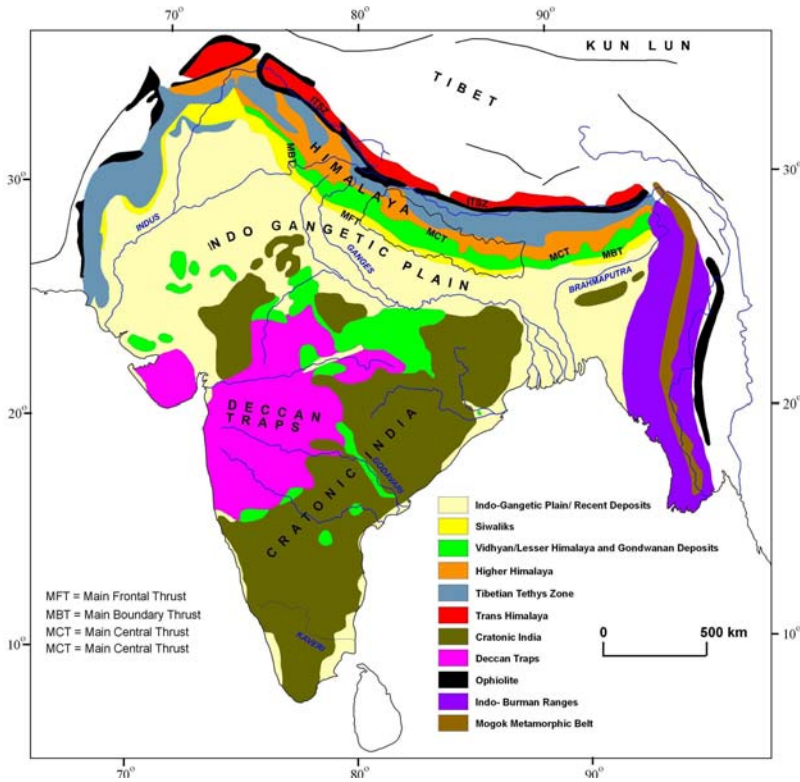 70°
80°
90°
KUN LUN
TIBET
ITSZ
HIMALAYA
MBT
30°
30°
ITSZ
INDUS
MFT
MCT
MCT
MBT
INDO GANGETIC PLAIN
GANGES
BRAHMAPUTRA
20°
20°
DECCAN
TRAPS
CRATONIC INDIA
GODAVARI
Indo-Gangetic Plain/ Recent Deposits
Siwaliks
Vidhyan/Lesser Himalaya and Gondwanan Deposits
Higher Himalaya
Tibetian Tethys Zone
Trans Himalaya
Cratonic India
Deccan Traps
Ophiolite
Indo- Burman Ranges
Mogok Metamorphic Belt
MFT = Main Frontal Thrust
MBT = Main Boundary Thrust
MCT = Main Central Thrust
MCT = Main Central Thrust
0 500 km
10°
10°
KAVERI
70°
80°
90°